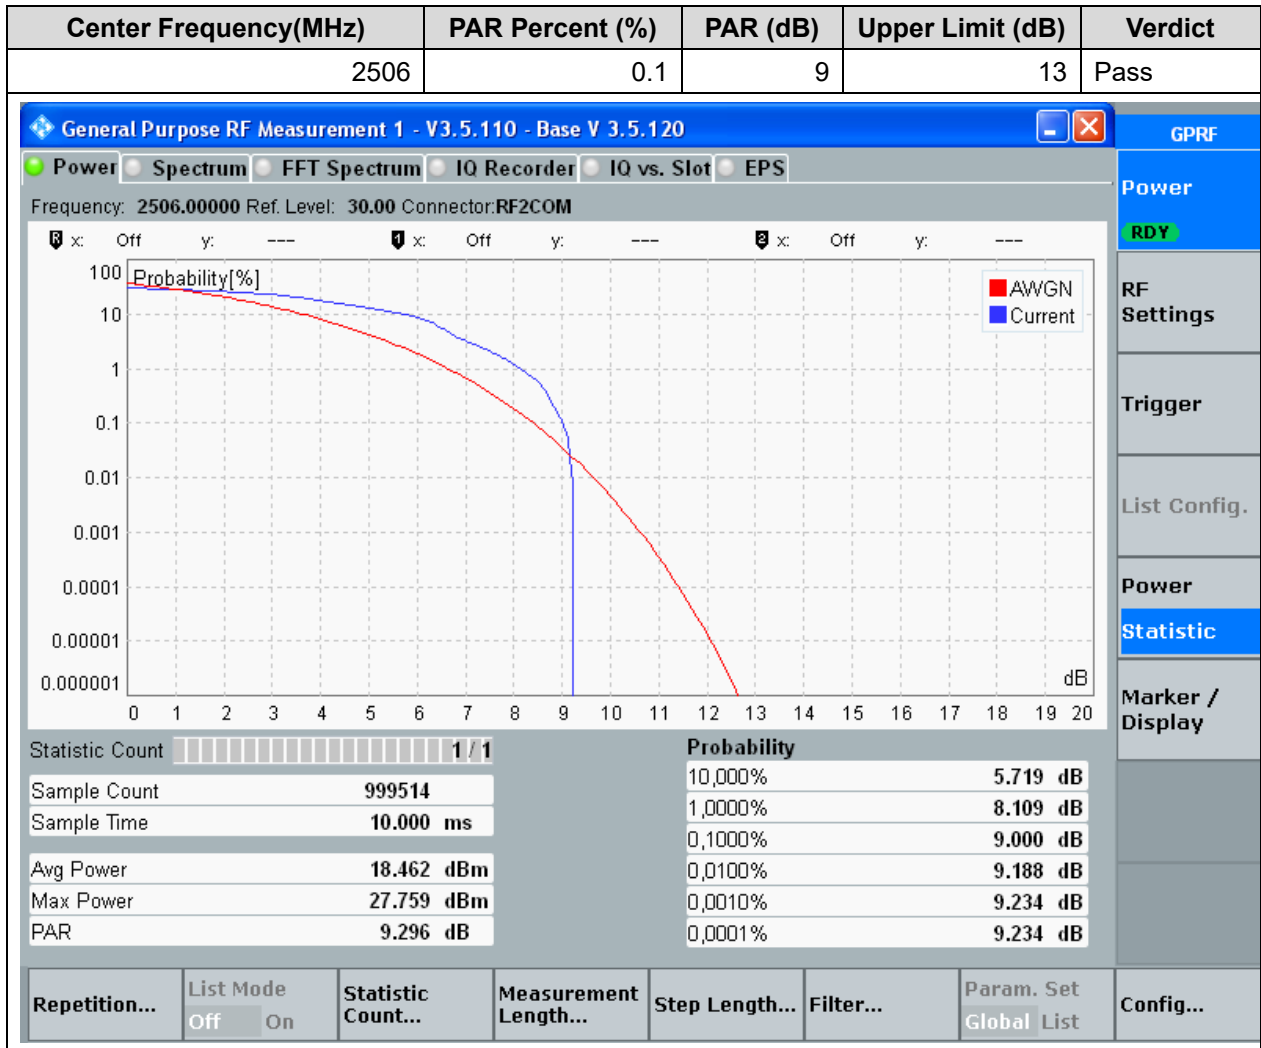 Center Frequency(MHz) PAR Percent (%) PAR (dB) Upper Limit (dB) Verdict
2506 0.1 9 13 Pass
General Purpose RF Measurement 1 - V3.5.110 - Base V 3.5.120
GPRF
Power Spectrum FFT Spectrum IQ Recorder IQ vs. Slot EPS
Frequency: 2506.00000 Ref. Level: 30.00 Connector:RF2COM
Power
RDY
R x: Off y: --- 1 x: Off y: --- 2 x: Off y: ---
Probability[%]
AWGN
Current
100
10
1
0.1
0.01
0.001
0.0001
0.00001
0.000001
dB
0 1 2 3 4 5 6 7 8 9 10 11 12 13 14 15 16 17 18 19 20
RF
Settings
Trigger
List Config.
Power
Statistic
Marker /
Display
Statistic Count 1 / 1
Sample Count 999514
Sample Time 10.000 ms
Avg Power 18.462 dBm
Max Power 27.759 dBm
PAR 9.296 dB
Probability
10,000% 5.719 dB
1,0000% 8.109 dB
0,1000% 9.000 dB
0,0100% 9.188 dB
0,0010% 9.234 dB
0,0001% 9.234 dB
Repetition...
List Mode
Off On
Statistic
Count...
Measurement
Length...
Step Length...
Filter...
Param. Set
Global List
Config...